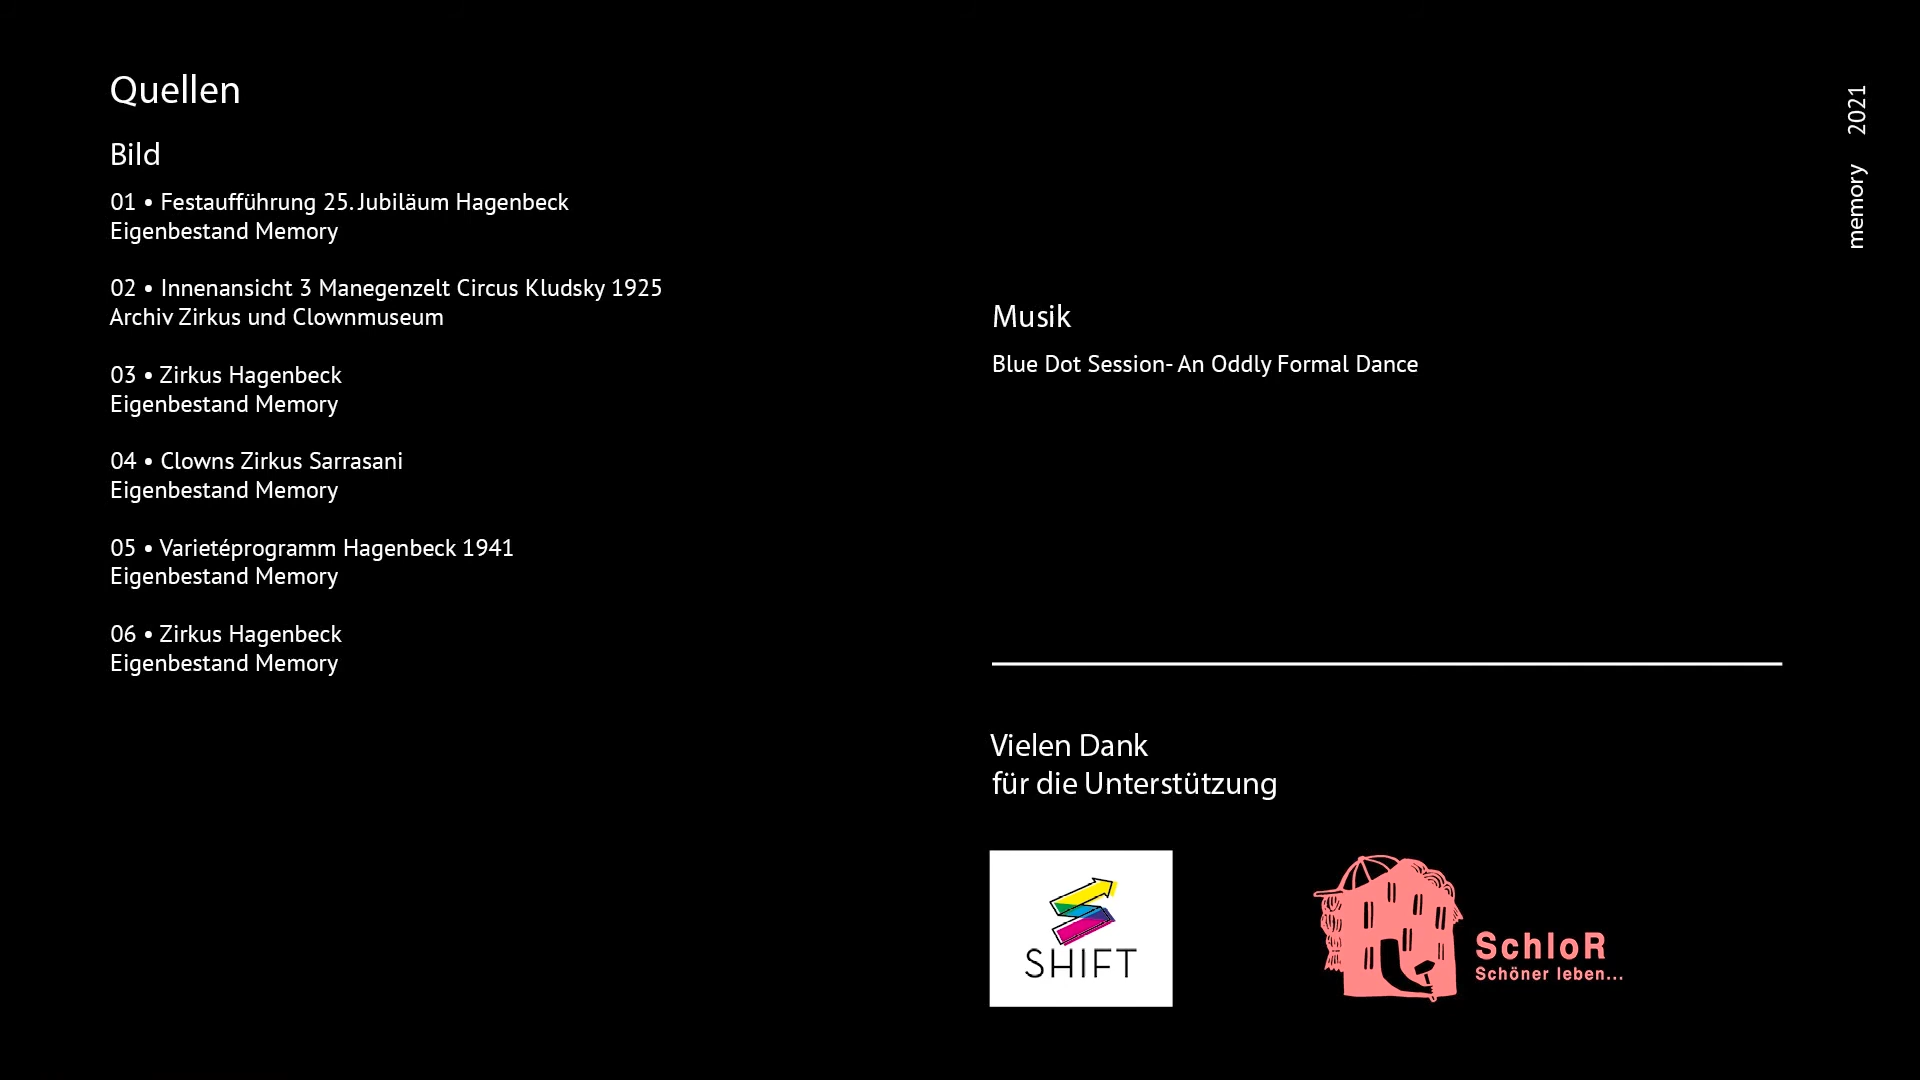 Quellen
Bild
01 • Festaufführung 25. Jubiläum Hagenbeck
Eigenbestand Memory
02 • Innenansicht 3 Manegenzelt Circus Kludsky 1925
Archiv Zirkus und Clownmuseum
03 • Zirkus Hagenbeck
Eigenbestand Memory
04 • Clowns Zirkus Sarrasani
Eigenbestand Memory
05 • Varietéprogramm Hagenbeck 1941
Eigenbestand Memory
06 • Zirkus Hagenbeck
Eigenbestand Memory
Musik
Blue Dot Session- An Oddly Formal Dance
Vielen Dank
für die Unterstützung
SHIFT
SchloR
Schöner leben...
memory 2021